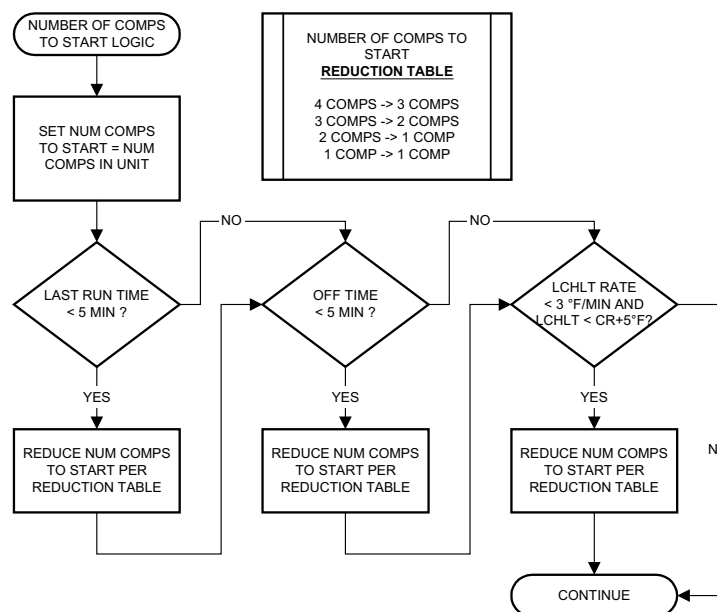 NUMBER OF COMPS
TO START LOGIC
NUMBER OF COMPS TO
START
REDUCTION TABLE
4 COMPS -> 3 COMPS
3 COMPS -> 2 COMPS
2 COMPS -> 1 COMP
1 COMP -> 1 COMP
SET NUM COMPS
TO START = NUM
COMPS IN UNIT
NO
NO
LAST RUN TIME
< 5 MIN ?
OFF TIME
< 5 MIN ?
LCHLT RATE
< 3 °F/MIN AND
LCHLT < CR+5°F?
YES
YES
YES
REDUCE NUM COMPS
TO START PER
REDUCTION TABLE
REDUCE NUM COMPS
TO START PER
REDUCTION TABLE
REDUCE NUM COMPS
TO START PER
REDUCTION TABLE
N
CONTINUE